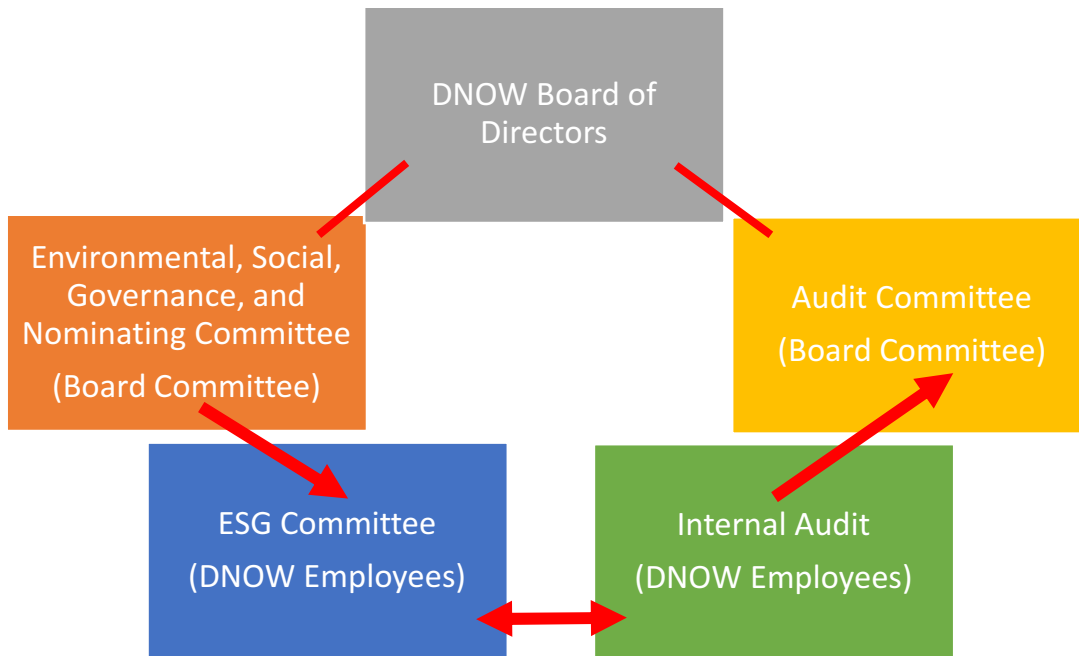 DNOW Board of
Directors
Environmental, Social,
Governance, and
Nominating Committee
(Board Committee)
Audit Committee
(Board Committee)
ESG Committee
(DNOW Employees)
Internal Audit
(DNOW Employees)